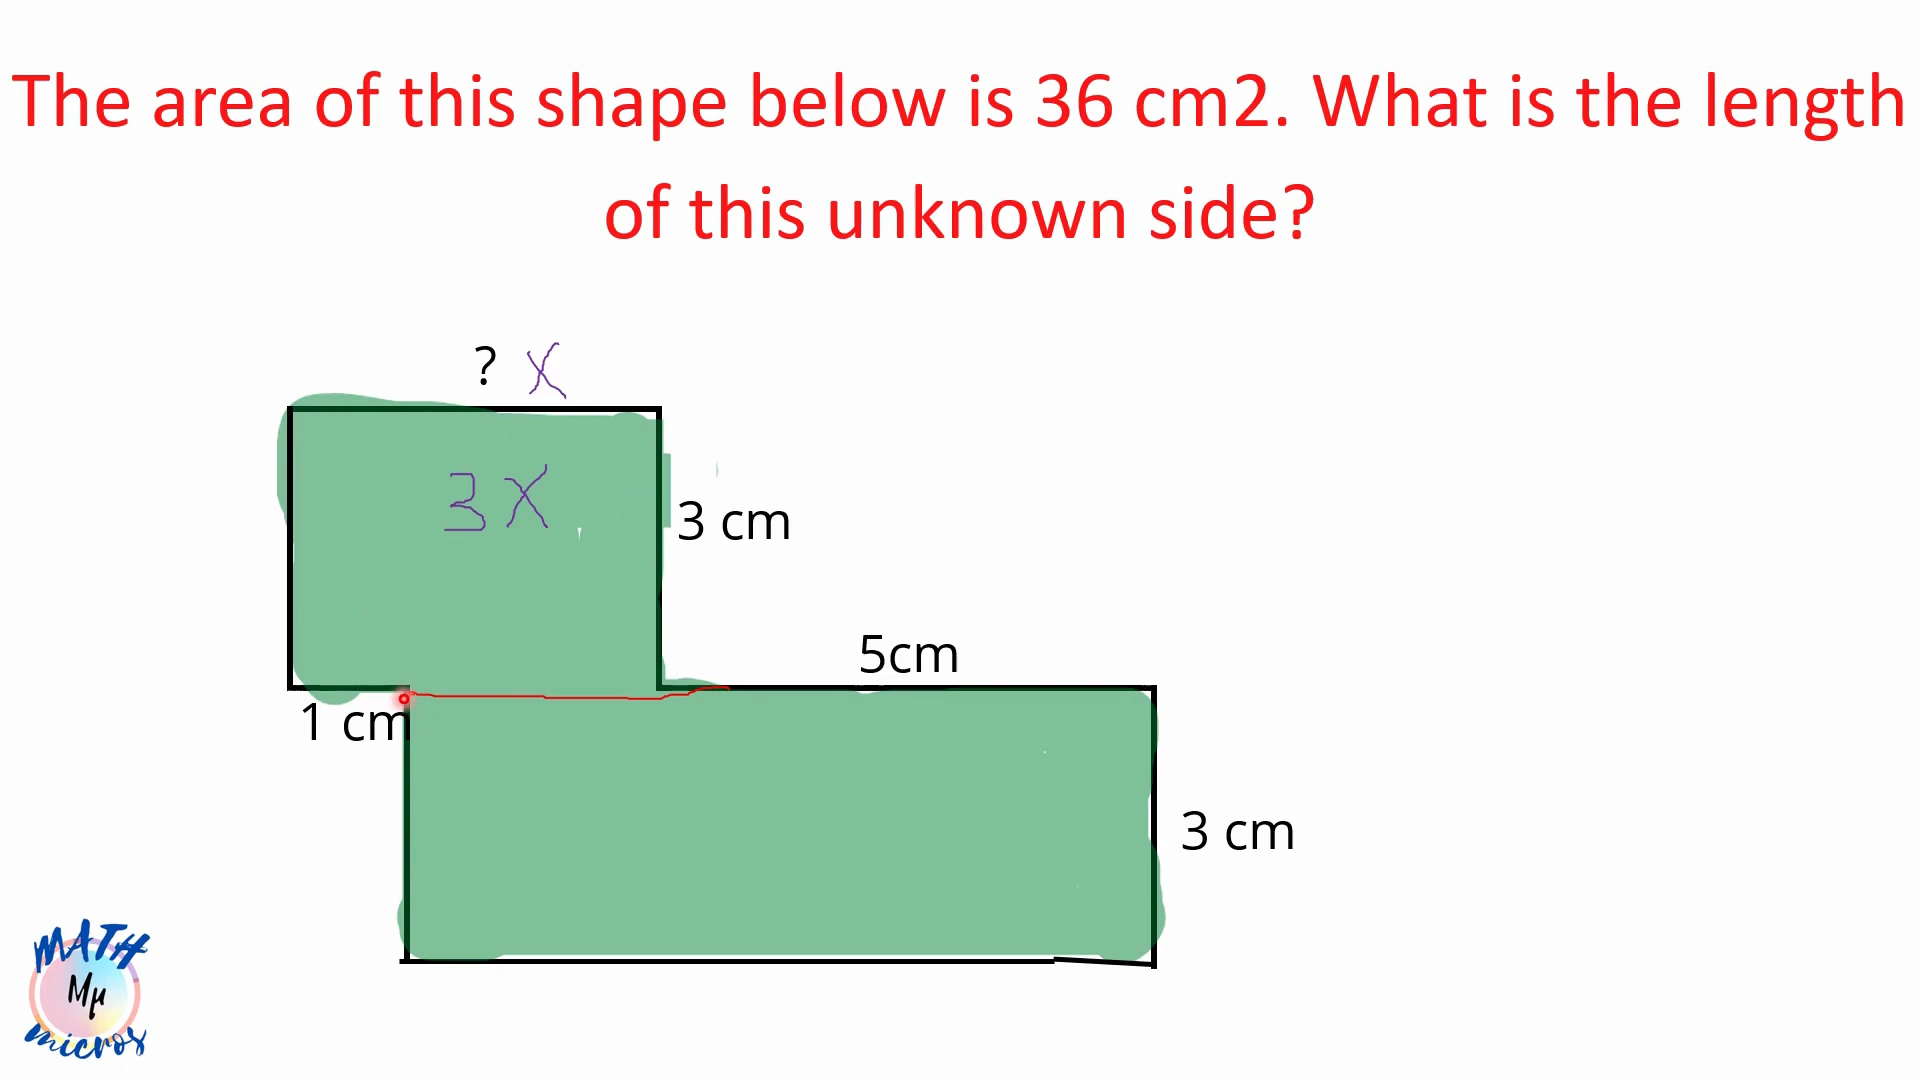 The area of this shape below is 36 cm2. What is the length
of this unknown side?
? X
3X
3 cm
5cm
1 cm
3 cm
MATH
Mμ
micros